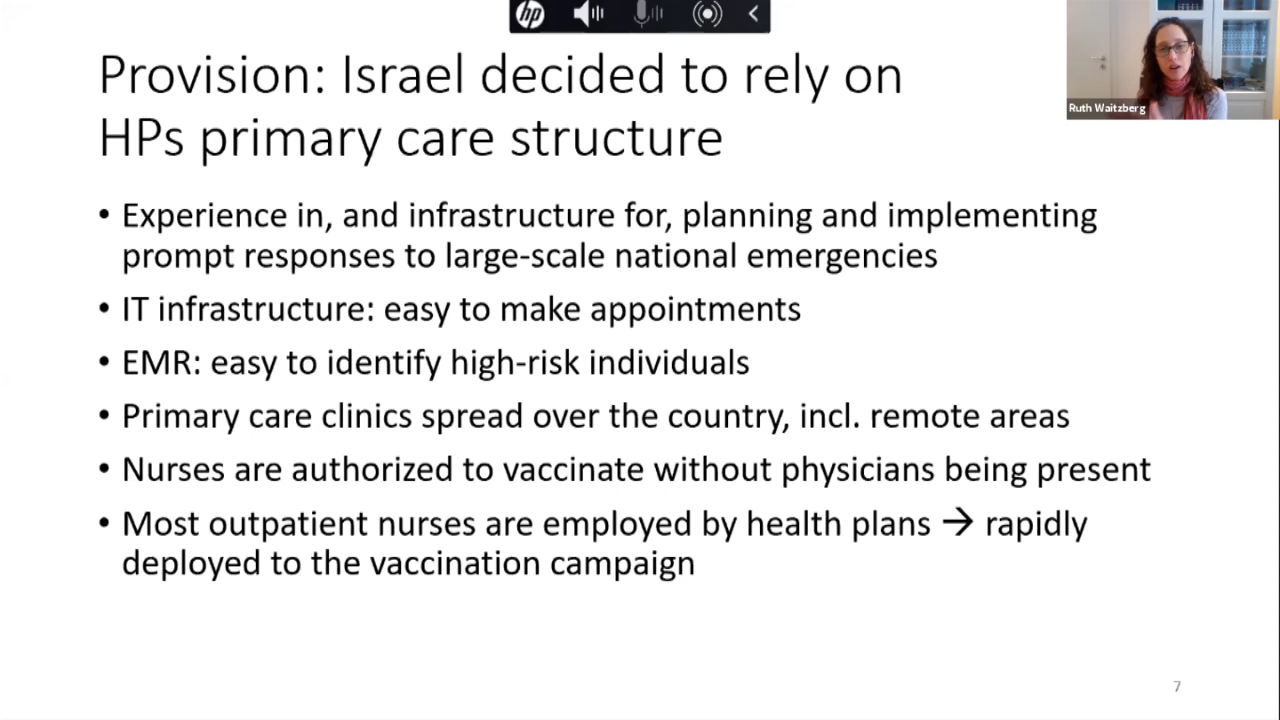 hp
Ruth Waitzberg
Provision: Israel decided to rely on
HPs primary care structure
• Experience in, and infrastructure for, planning and implementing
prompt responses to large-scale national emergencies
• IT infrastructure: easy to make appointments
• EMR: easy to identify high-risk individuals
• Primary care clinics spread over the country, incl. remote areas
• Nurses are authorized to vaccinate without physicians being present
• Most outpatient nurses are employed by health plans → rapidly
deployed to the vaccination campaign
7